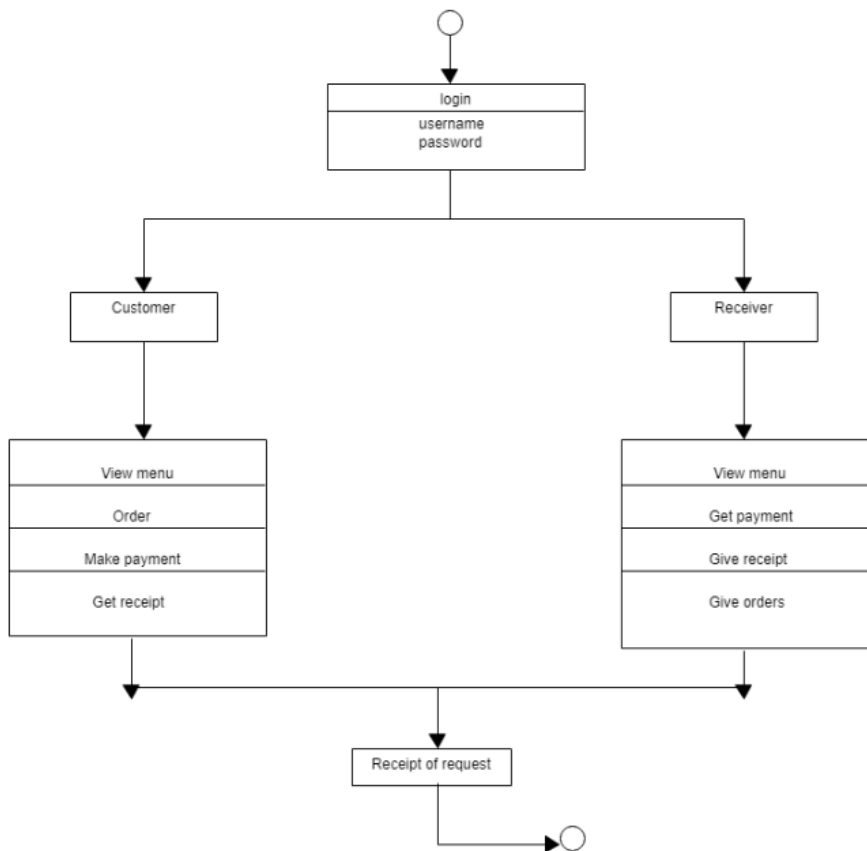 login
username
password
Customer
Receiver
View menu
Order
Make payment
Get receipt
View menu
Get payment
Give receipt
Give orders
Receipt of request